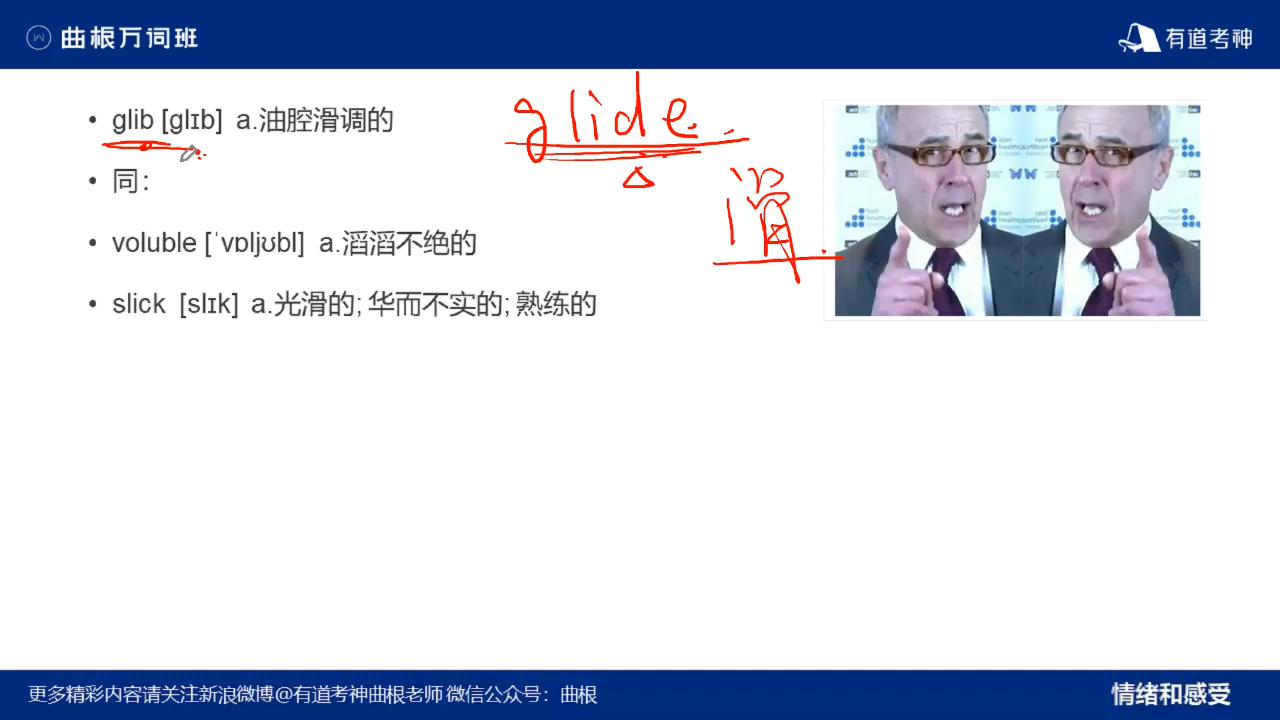 曲根万词班
有道考神
glib [glɪb] a.油腔滑调的
glide
同：
滑
voluble [ˈvɒljʊbl] a.滔滔不绝的
slick [slɪk] a.光滑的; 华而不实的; 熟练的
更多精彩内容请关注新浪微博@有道考神曲根老师 微信公众号：曲根
情绪和感受